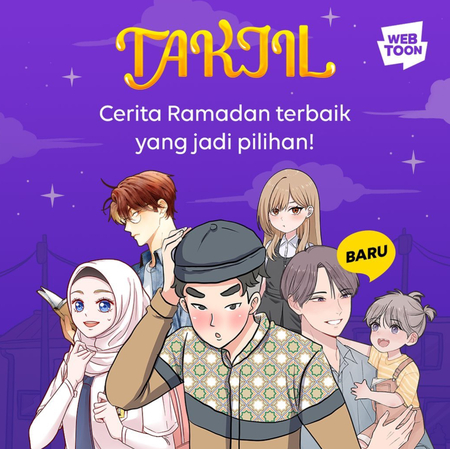 TAKJIL
WEB
TOON
Cerita Ramadan terbaik
yang jadi pilihan!
BARU